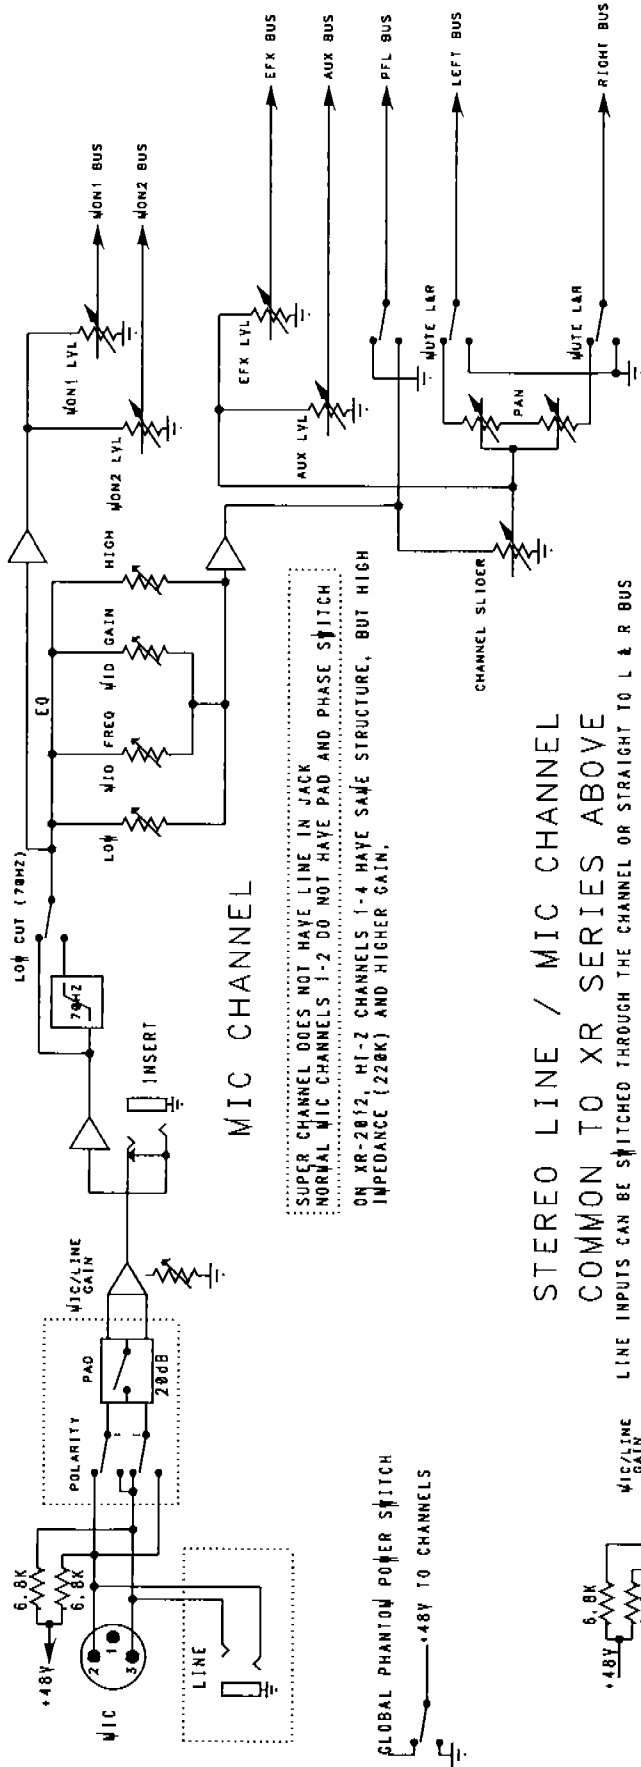 MIC
2
1
3
+48V
6.8K
6.8K
LINE
POLARITY
PAD
20dB
MIC/LINE
GAIN
INSERT
70HZ
LOW CUT (70HZ)
EQ
LOW
MID FREQ
MID GAIN
HIGH
MON2 LVL
MON1 LVL
MON1 BUS
MON2 BUS
EFX LVL
AUX LVL
EFX BUS
AUX BUS
PFL BUS
MUTE L&R
LEFT BUS
PAN
MUTE L&R
RIGHT BUS
CHANNEL SLIDER
MIC CHANNEL
SUPER CHANNEL DOES NOT HAVE LINE IN JACK
NORMAL MIC CHANNELS 1-2 DO NOT HAVE PAD AND PHASE SWITCH
ON XR-2012, HI-Z CHANNELS 1-4 HAVE SAME STRUCTURE, BUT HIGH
IMPEDANCE (220K) AND HIGHER GAIN.
GLOBAL PHANTOM POWER SWITCH
+48V TO CHANNELS
STEREO LINE / MIC CHANNEL
COMMON TO XR SERIES ABOVE
LINE INPUTS CAN BE SWITCHED THROUGH THE CHANNEL OR STRAIGHT TO L & R BUS
+48V
6.8K
MIC/LINE
GAIN